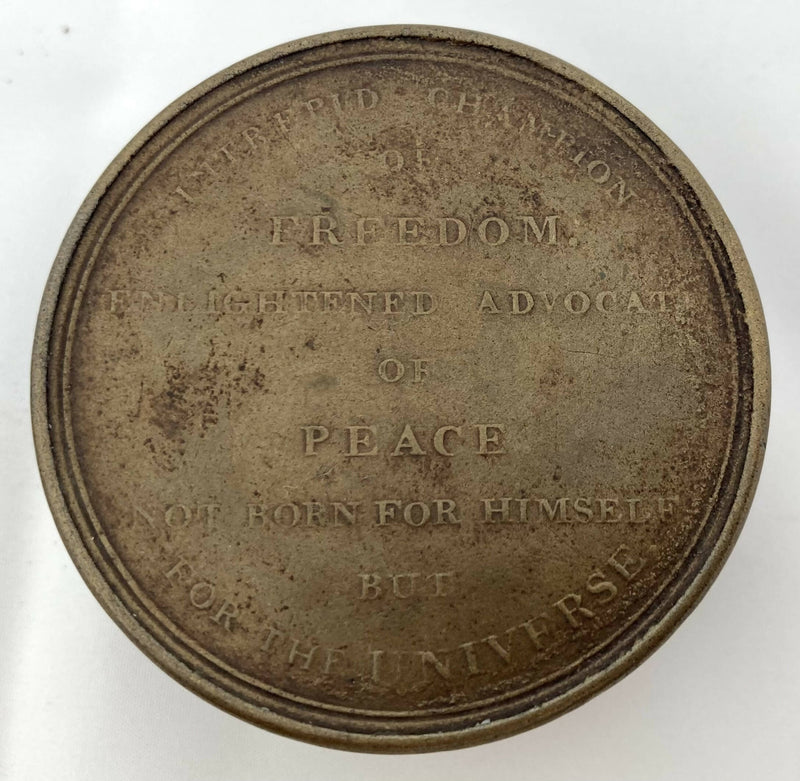 INTREPID CHAMPION
OF
FREEDOM,
ENLIGHTENED ADVOCATE
OF
PEACE
NOT BORN FOR HIMSELF
BUT
FOR THE UNIVERSE.